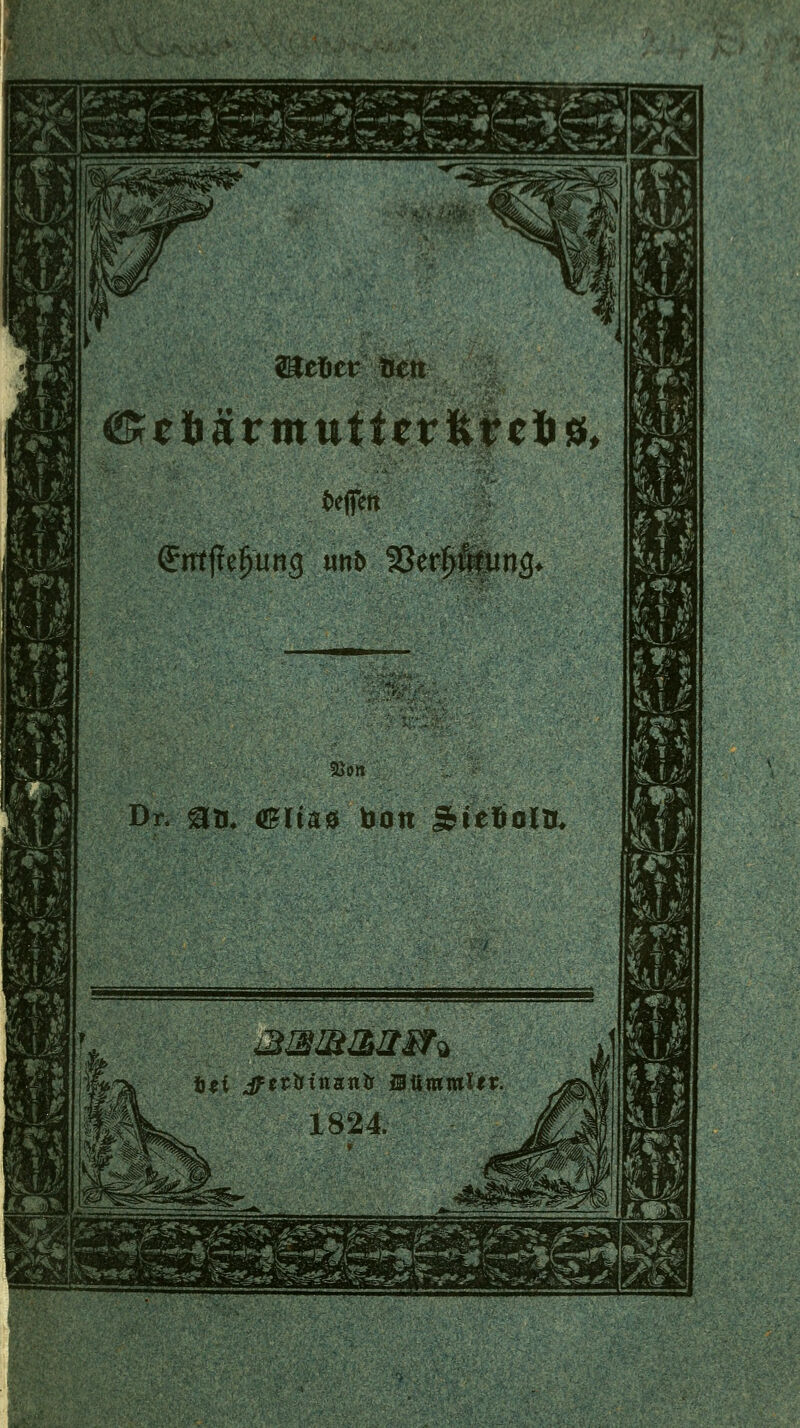 Ueber den
Gebärmutterkrebs,
dessen
Entstehung und Verhütung.
Von
Dr. Ad. Elias von Siebold.
BERLIN,
bei Ferdinand Dümmler.
1824.